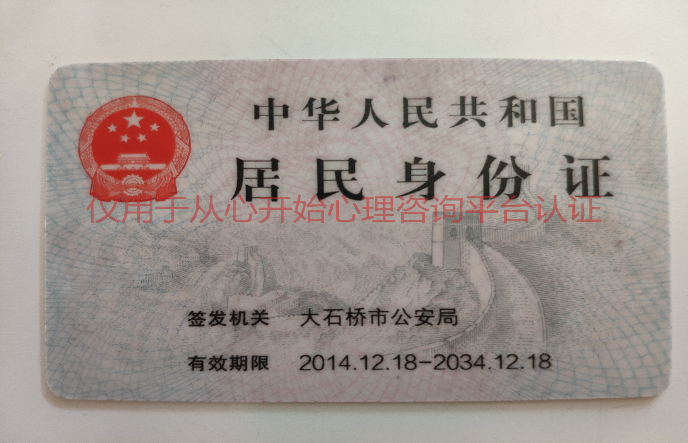 中华人民共和国
居民身份证
仅用于从心开始心理咨询平台认证
签发机关 大石桥市公安局
有效期限 2014.12.18-2034.12.18